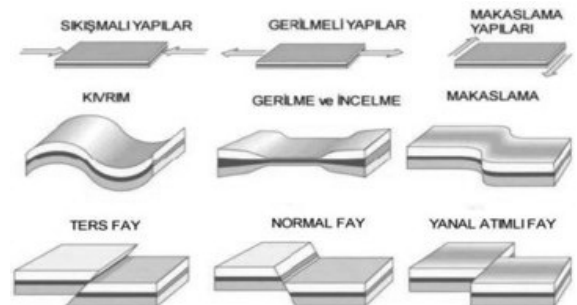 SIKIŞMALI YAPILAR
GERİLMELİ YAPILAR
MAKASLAMA
YAPILARI
KIVRIM
GERİLME ve İNCELME
MAKASLAMA
TERS FAY
NORMAL FAY
YANAL ATIMLI FAY